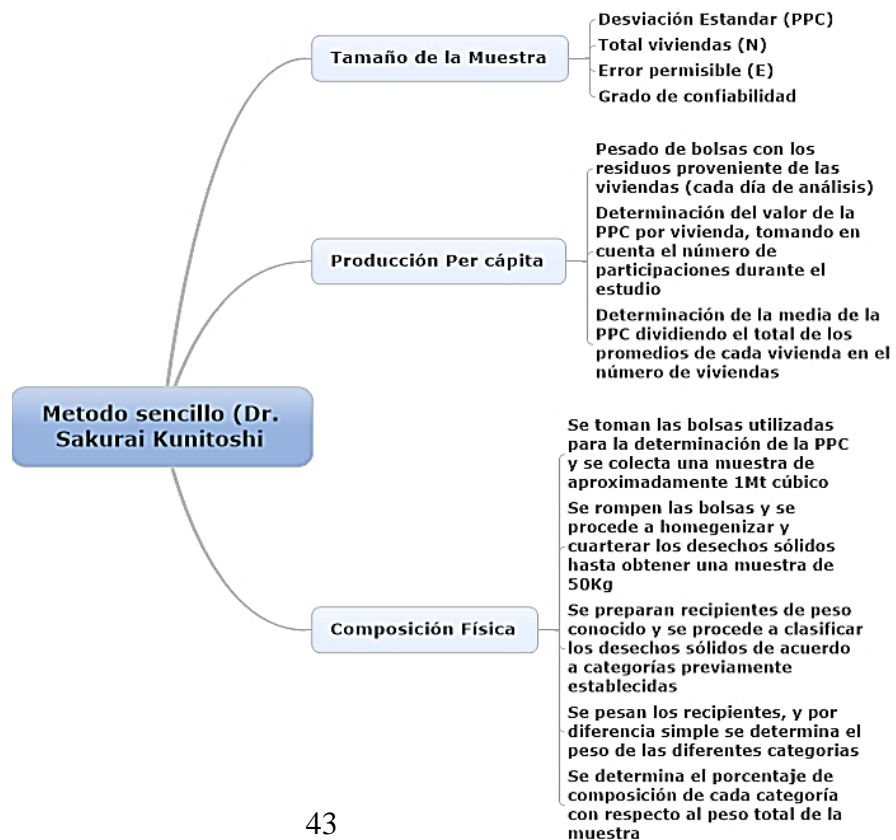 Desviación Estandar (PPC)
Total viviendas (N)
Error permisible (E)
Grado de confiabilidad
Tamaño de la Muestra
Pesado de bolsas con los
residuos proveniente de las
viviendas (cada día de análisis)
Determinación del valor de la
PPC por vivienda, tomando en
cuenta el número de
participaciones durante el
estudio
Determinación de la media de la
PPC dividiendo el total de los
promedios de cada vivienda en el
número de viviendas
Producción Per cápita
Metodo sencillo (Dr.
Sakurai Kunitoshi
Se toman las bolsas utilizadas
para la determinación de la PPC
y se colecta una muestra de
aproximadamente 1Mt cúbico
Se rompen las bolsas y se
procede a homegenizar y
cuarterar los desechos sólidos
hasta obtener una muestra de
50Kg
Se preparan recipientes de peso
conocido y se procede a clasificar
los desechos sólidos de acuerdo
a categorías previamente
establecidas
Se pesan los recipientes, y por
diferencia simple se determina el
peso de las diferentes categorias
Se determina el porcentaje de
composición de cada categoría
con respecto al peso total de la
muestra
Composición Física
43